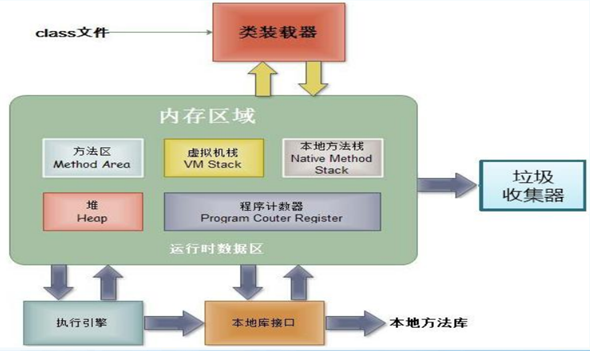 class文件
类装载器
内存区域
方法区
Method Area
虚拟机栈
VM Stack
本地方法栈
Native Method
Stack
堆
Heap
程序计数器
Program Couter Register
运行时数据区
垃圾
收集器
执行引擎
本地库接口
本地方法库